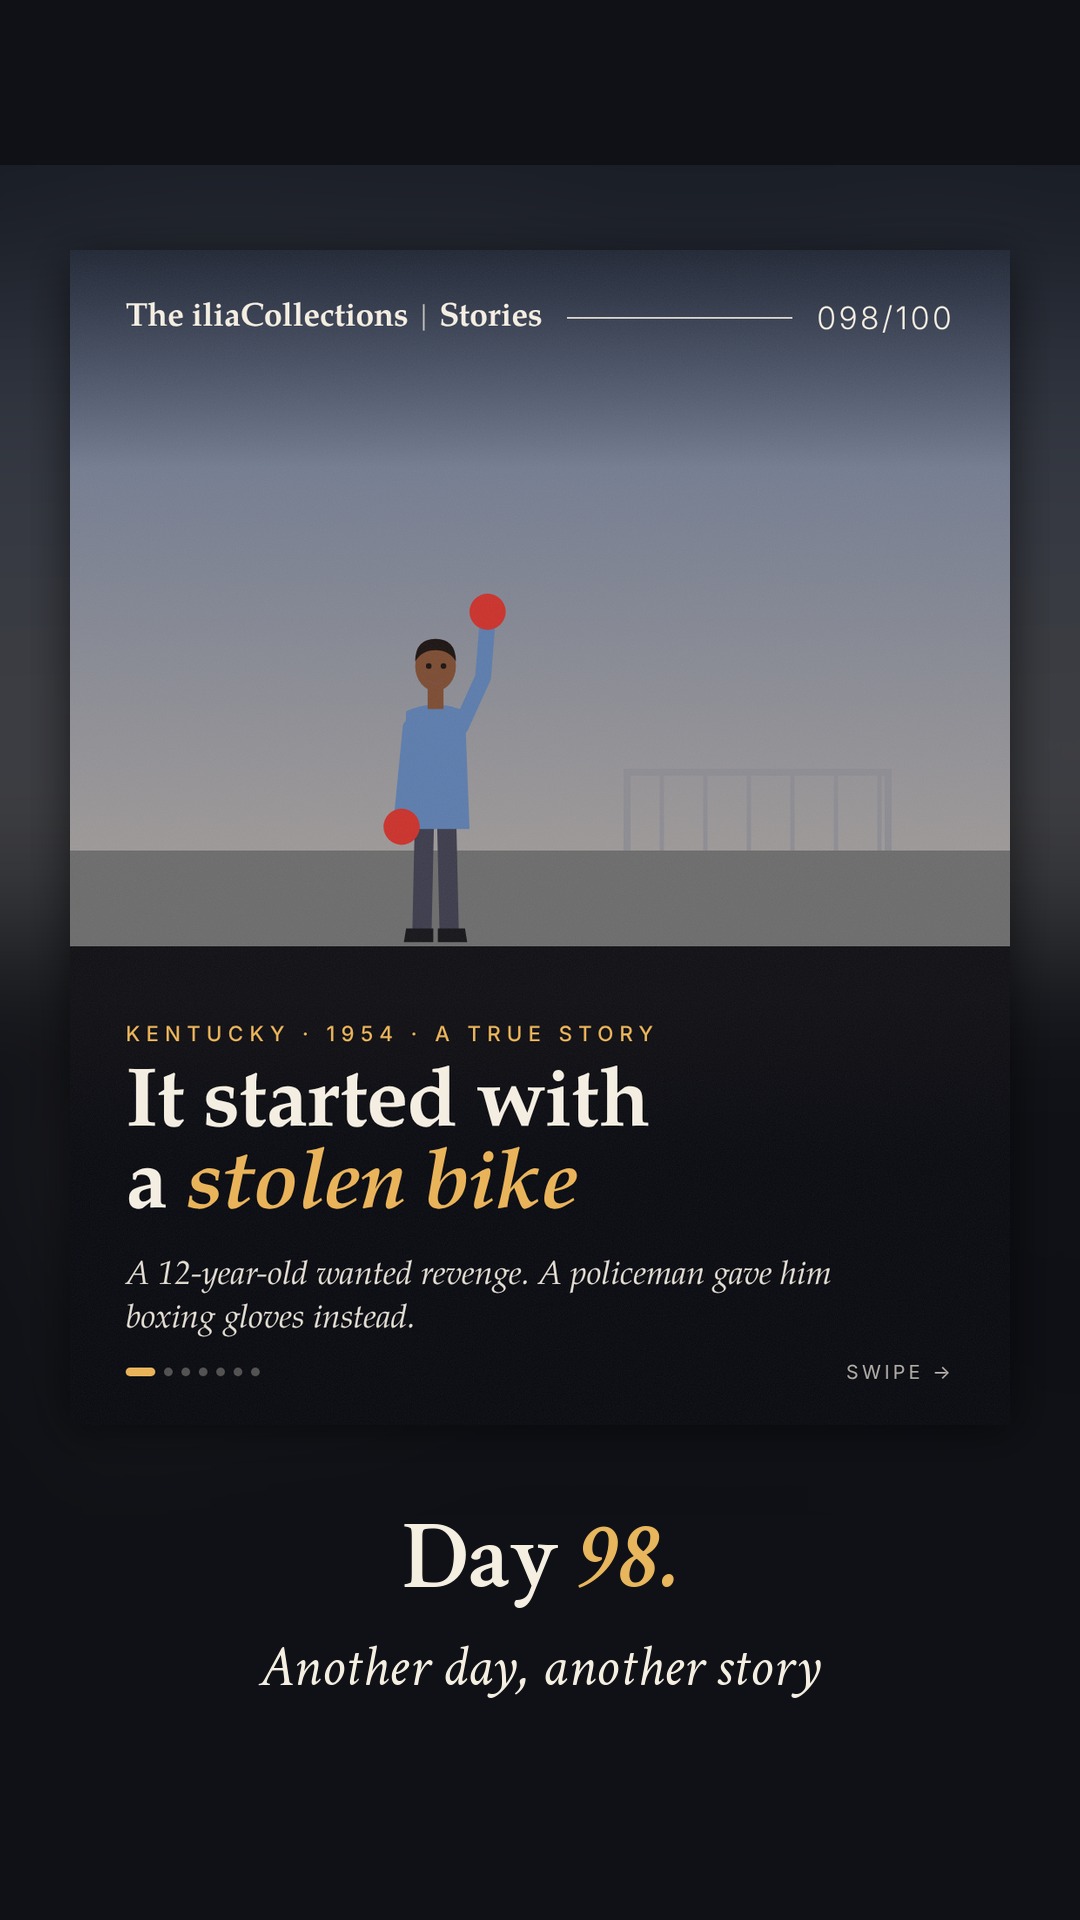 The iliaCollections | Stories 098/100
KENTUCKY · 1954 · A TRUE STORY
It started with
a stolen bike
A 12-year-old wanted revenge. A policeman gave him
boxing gloves instead.
SWIPE →
Day 98.
Another day, another story